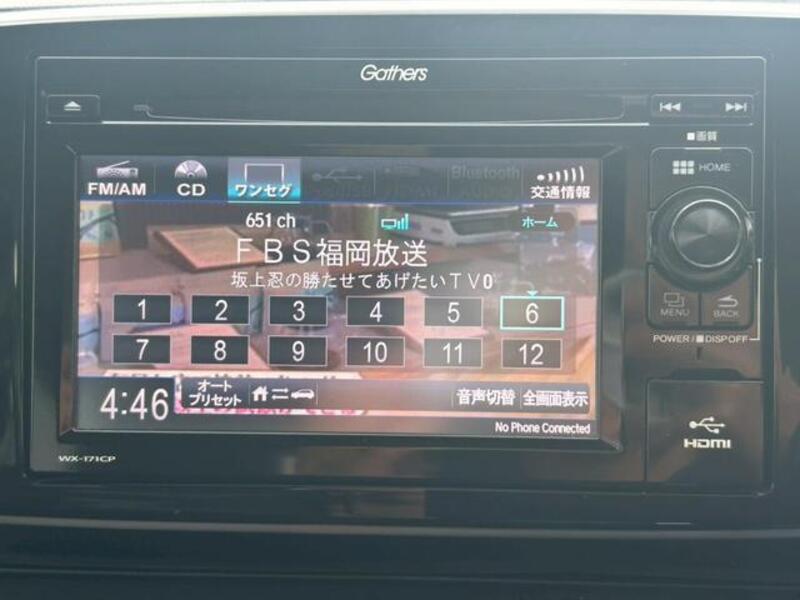 Gathers
■画質
HOME
FM/AM CD ワンセグ Bluetooth AUDIO 交通情報
651 ch ホーム
FBS福岡放送
坂上忍の勝たせてあげたいTV0
1 2 3 4 5 6
7 8 9 10 11 12
MENU BACK
POWER/■DISP OFF
4:46 オートプリセット 音声切替 全画面表示
No Phone Connected
HDMI
WX-171CP